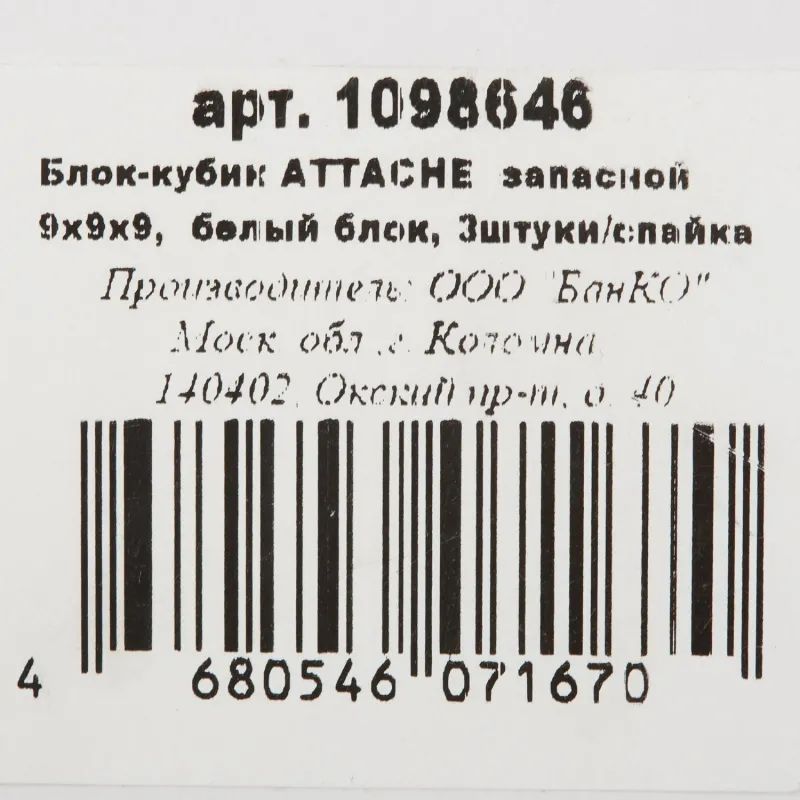 арт. 1098646
Блок-кубик ATTACHE запасной
9х9х9, белый блок, 3штуки/спайка
Производитель: ООО "БанКО"
Моск. обл.,г. Коломна,
140402, Окский пр-т, д. 40
4 680546 071670